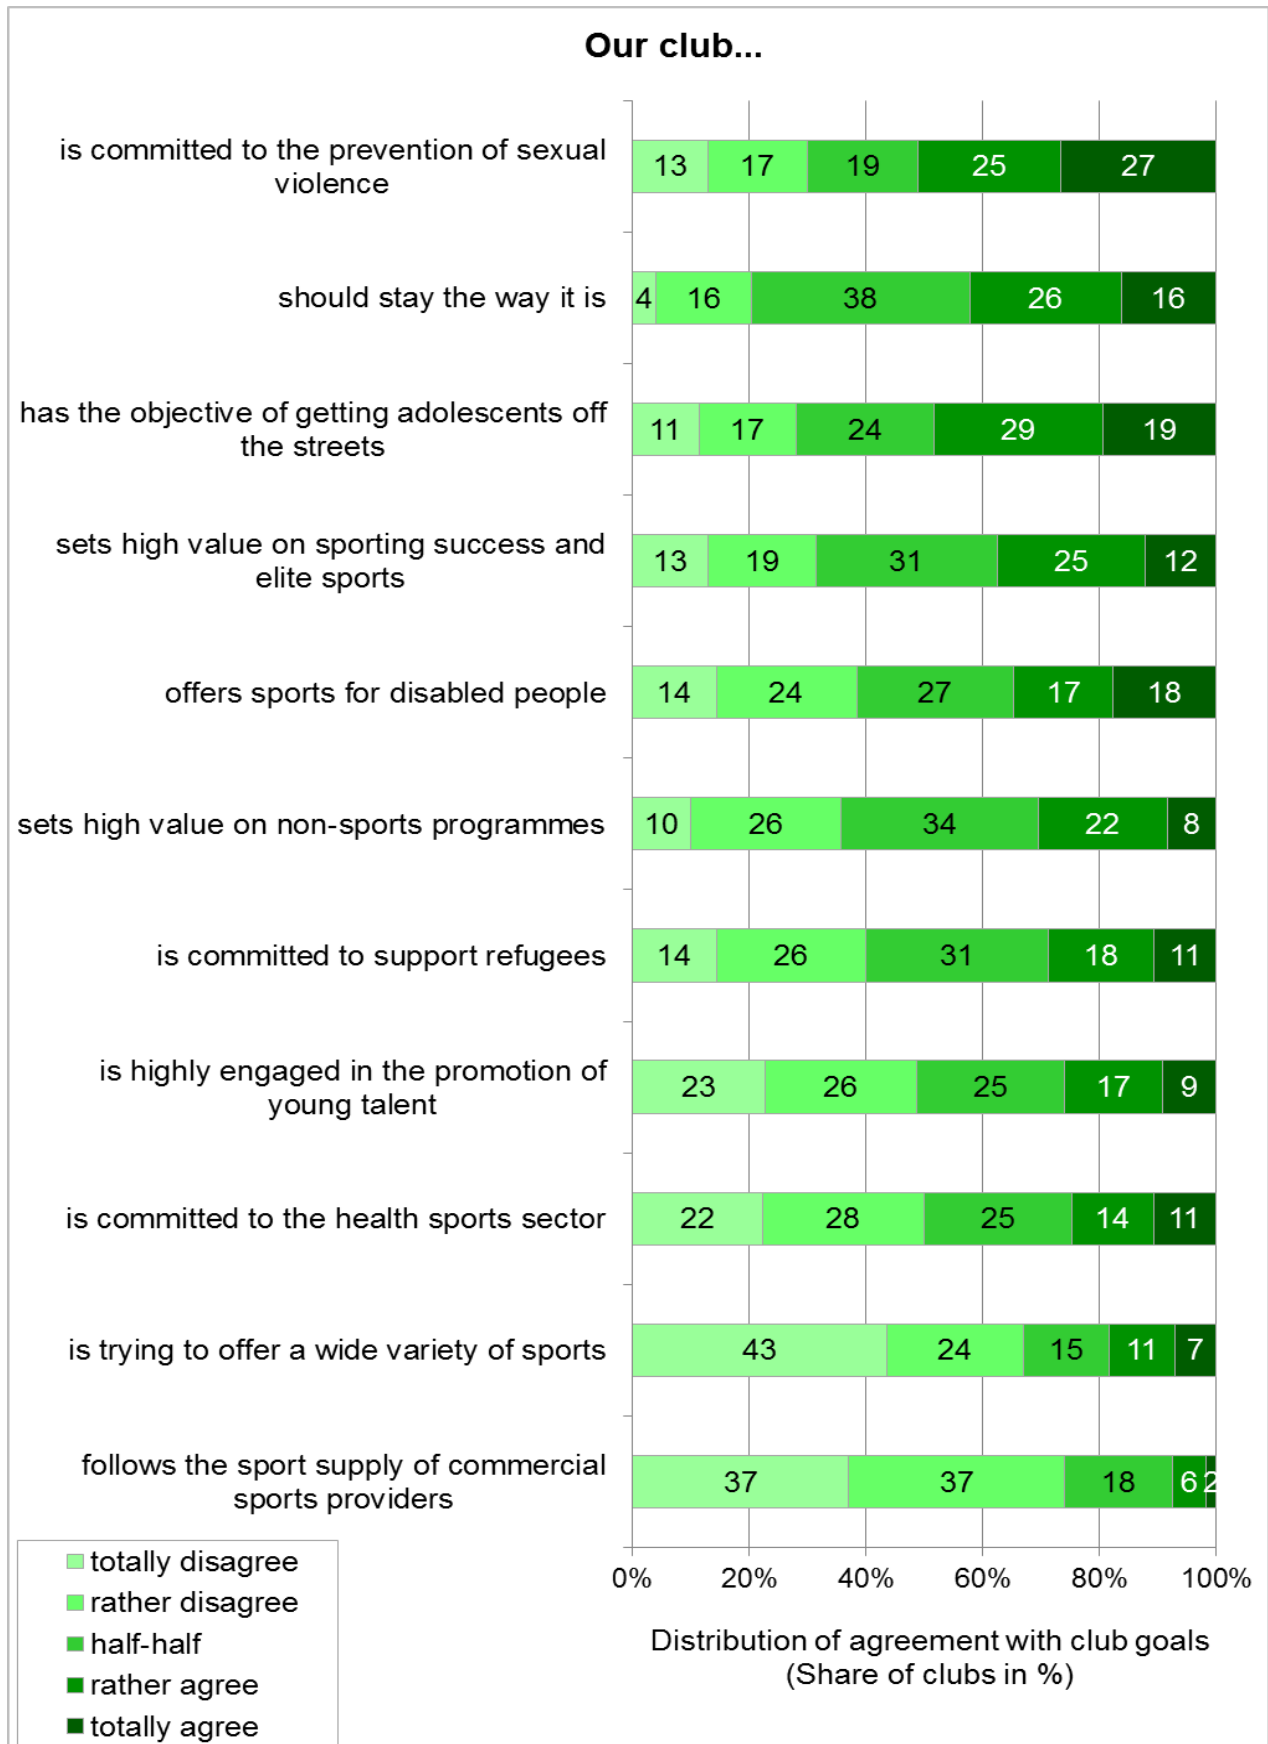 Our club...
is committed to the prevention of sexual
violence
13 17 19 25 27
should stay the way it is
4 16 38 26 16
has the objective of getting adolescents off
the streets
11 17 24 29 19
sets high value on sporting success and
elite sports
13 19 31 25 12
offers sports for disabled people
14 24 27 17 18
sets high value on non-sports programmes
10 26 34 22 8
is committed to support refugees
14 26 31 18 11
is highly engaged in the promotion of
young talent
23 26 25 17 9
is committed to the health sports sector
22 28 25 14 11
is trying to offer a wide variety of sports
43 24 15 11 7
follows the sport supply of commercial
sports providers
37 37 18 6 2
0% 20% 40% 60% 80% 100%
Distribution of agreement with club goals
(Share of clubs in %)
totally disagree
rather disagree
half-half
rather agree
totally agree